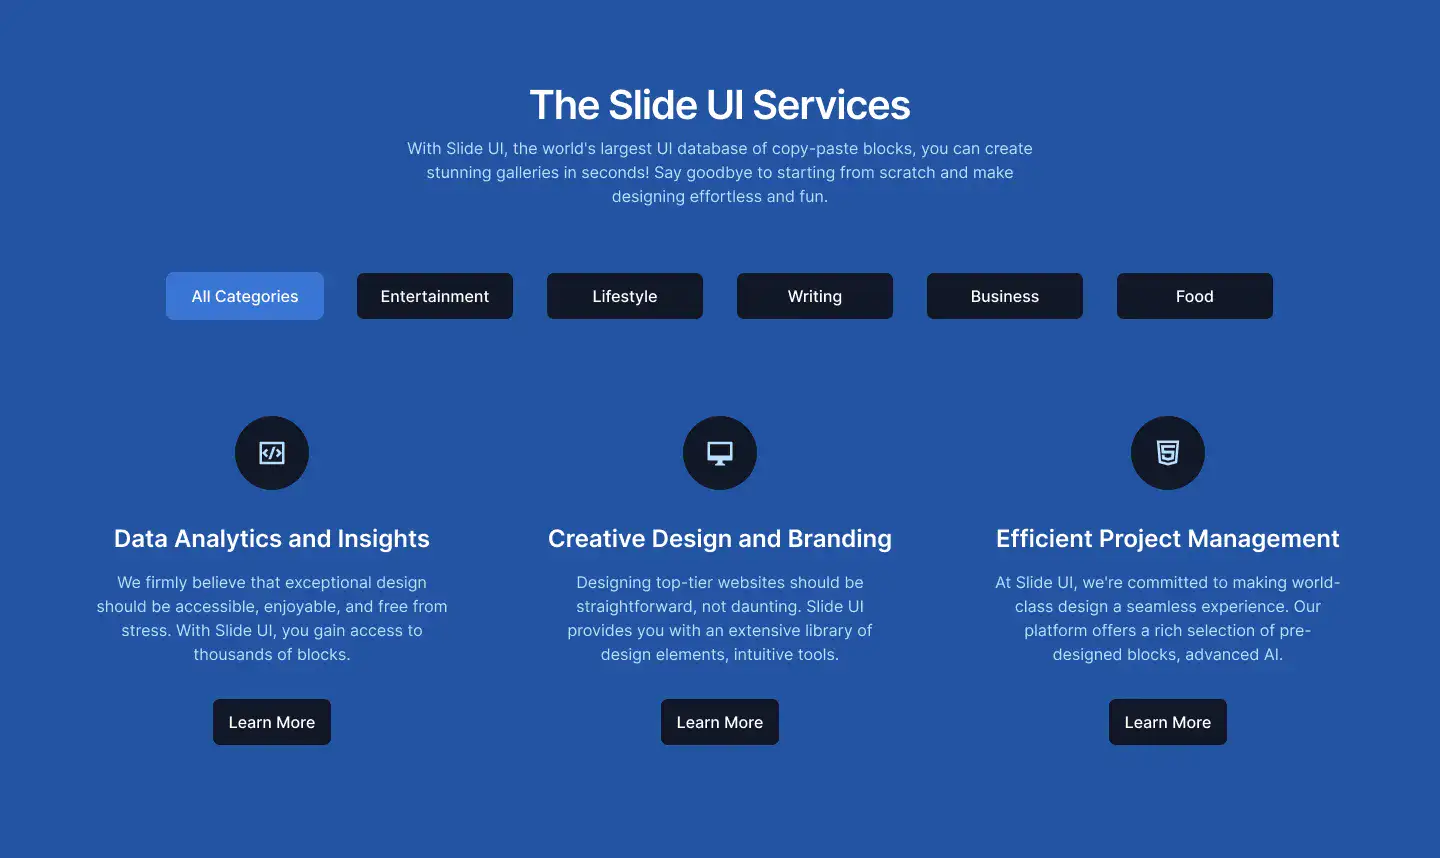 The Slide UI Services
With Slide UI, the world's largest UI database of copy-paste blocks, you can create
stunning galleries in seconds! Say goodbye to starting from scratch and make
designing effortless and fun.
All Categories
Entertainment
Lifestyle
Writing
Business
Food
Data Analytics and Insights
We firmly believe that exceptional design
should be accessible, enjoyable, and free from
stress. With Slide UI, you gain access to
thousands of blocks.
Learn More
Creative Design and Branding
Designing top-tier websites should be
straightforward, not daunting. Slide UI
provides you with an extensive library of
design elements, intuitive tools.
Learn More
Efficient Project Management
At Slide UI, we're committed to making world-
class design a seamless experience. Our
platform offers a rich selection of pre-
designed blocks, advanced AI.
Learn More